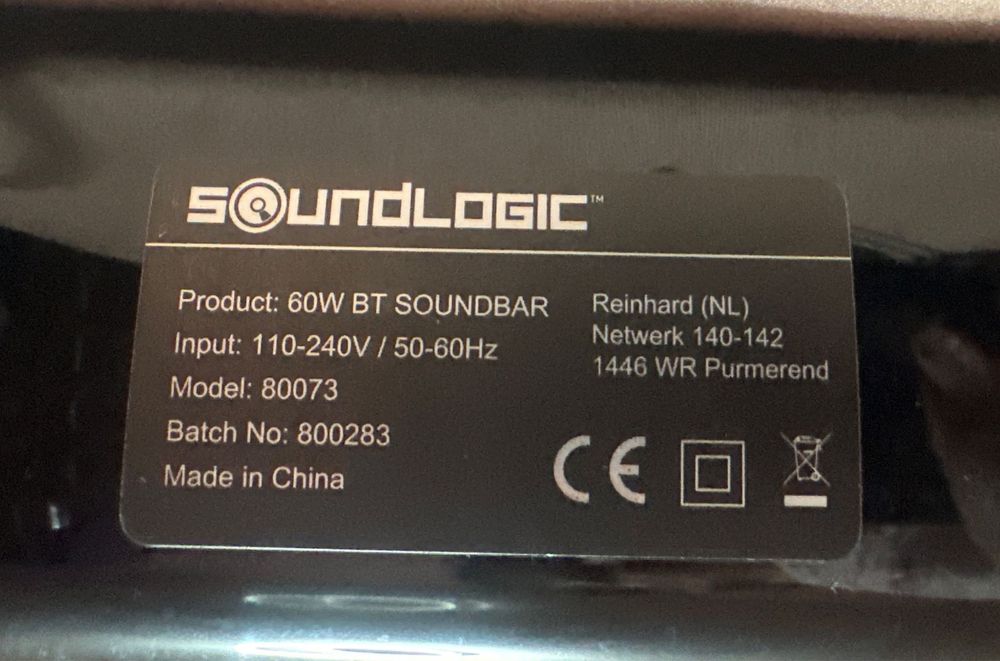 SOUNDLOGIC™
Product: 60W BT SOUNDBAR
Input: 110-240V / 50-60Hz
Model: 80073
Batch No: 800283
Made in China
Reinhard (NL)
Netwerk 140-142
1446 WR Purmerend
CE